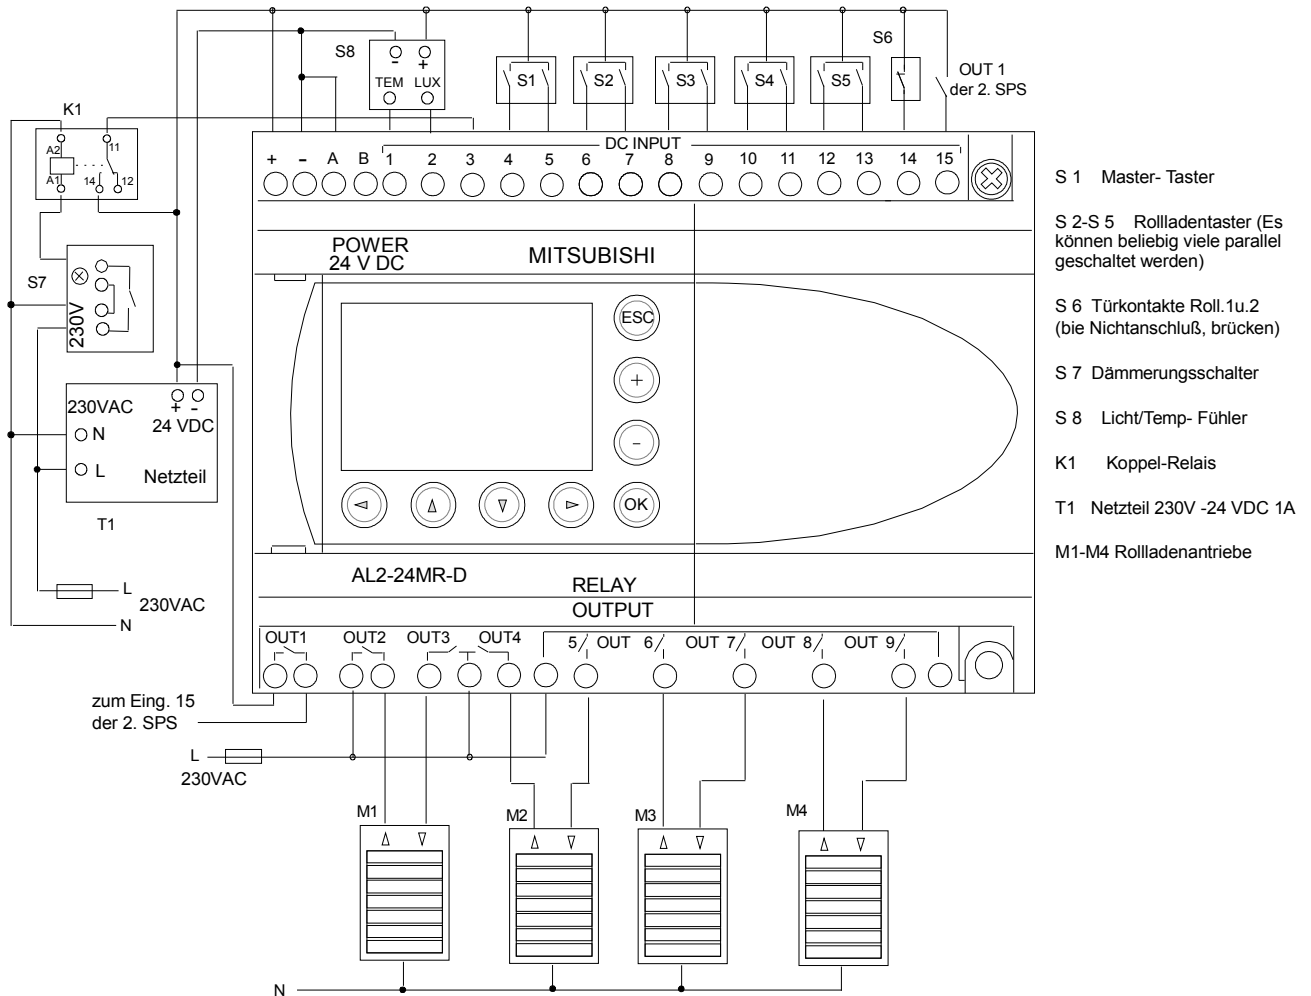 S8
S6
TEM LUX
- +
S1
S2
S3
S4
S5
OUT 1
der 2. SPS
K1
A2
11
A1
14
12
DC INPUT
+ - A B 1 2 3 4 5 6 7 8 9 10 11 12 13 14 15
POWER
24 V DC
MITSUBISHI
S7
230V
ESC
+
-
OK
230VAC
+ -
24 VDC
N
L
Netzteil
T1
L
230VAC
N
AL2-24MR-D
RELAY
OUTPUT
OUT1 OUT2 OUT3 OUT4 5 OUT 6 OUT 7 OUT 8 OUT 9
zum Eing. 15
der 2. SPS
L
230VAC
M1
M2
M3
M4
N
S 1 Master- Taster
S 2-S 5 Rollladentaster (Es
können beliebig viele parallel
geschaltet werden)
S 6 Türkontakte Roll.1u.2
(bie Nichtanschluß, brücken)
S 7 Dämmerungsschalter
S 8 Licht/Temp- Fühler
K1 Koppel-Relais
T1 Netzteil 230V -24 VDC 1A
M1-M4 Rollladenantriebe